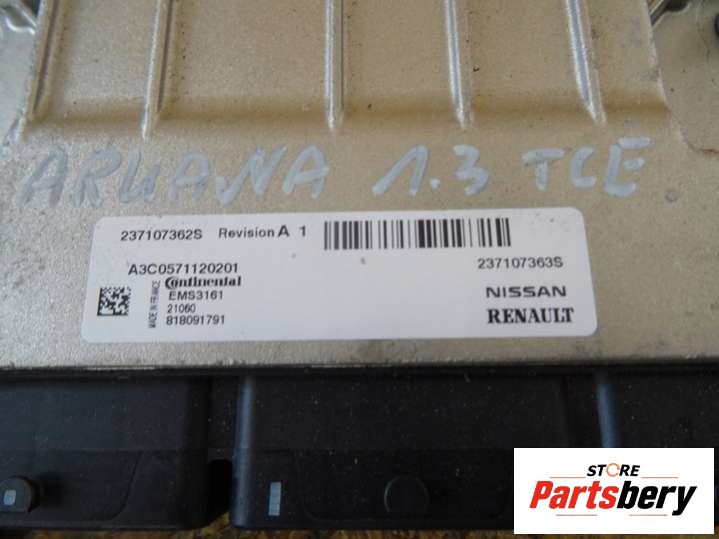 ARUANA 1.3 TCE
237107362S Revision A 1
A3C0571120201 237107363S
Continental
EMS3161 NISSAN
21060
818091791 RENAULT
MADE IN FRANCE
STORE
Partsbery